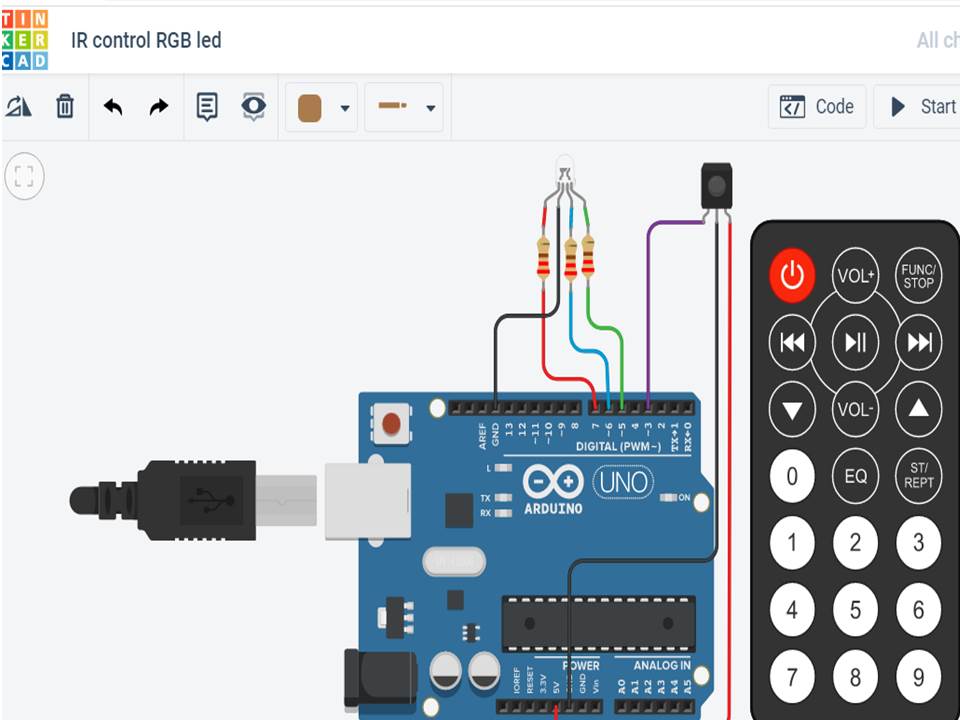 TIN
KER
CAD
IR control RGB led
All ch
Code
Start
VOL+
FUNC/
STOP
VOL-
0
EQ
ST/
REPT
1
2
3
4
5
6
7
8
9
AREF
GND
13
12
~11
~10
~9
8
7
~6
~5
4
~3
2
TX→1
RX←0
DIGITAL (PWM~)
L
TX
RX
ARDUINO
UNO
ON
POWER
ANALOG IN
IOREF
RESET
3.3V
5V
GND
Vin
A0
A1
A2
A3
A4
A5